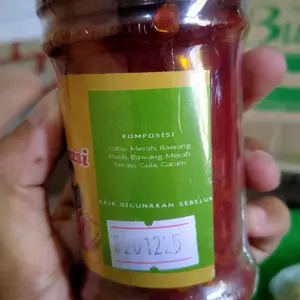 KOMPOSISI
Cabai Merah, Bawang
Putih, Bawang Merah,
Terasi, Gula, Garam.
BAIK DIGUNAKAN SEBELUM
201225